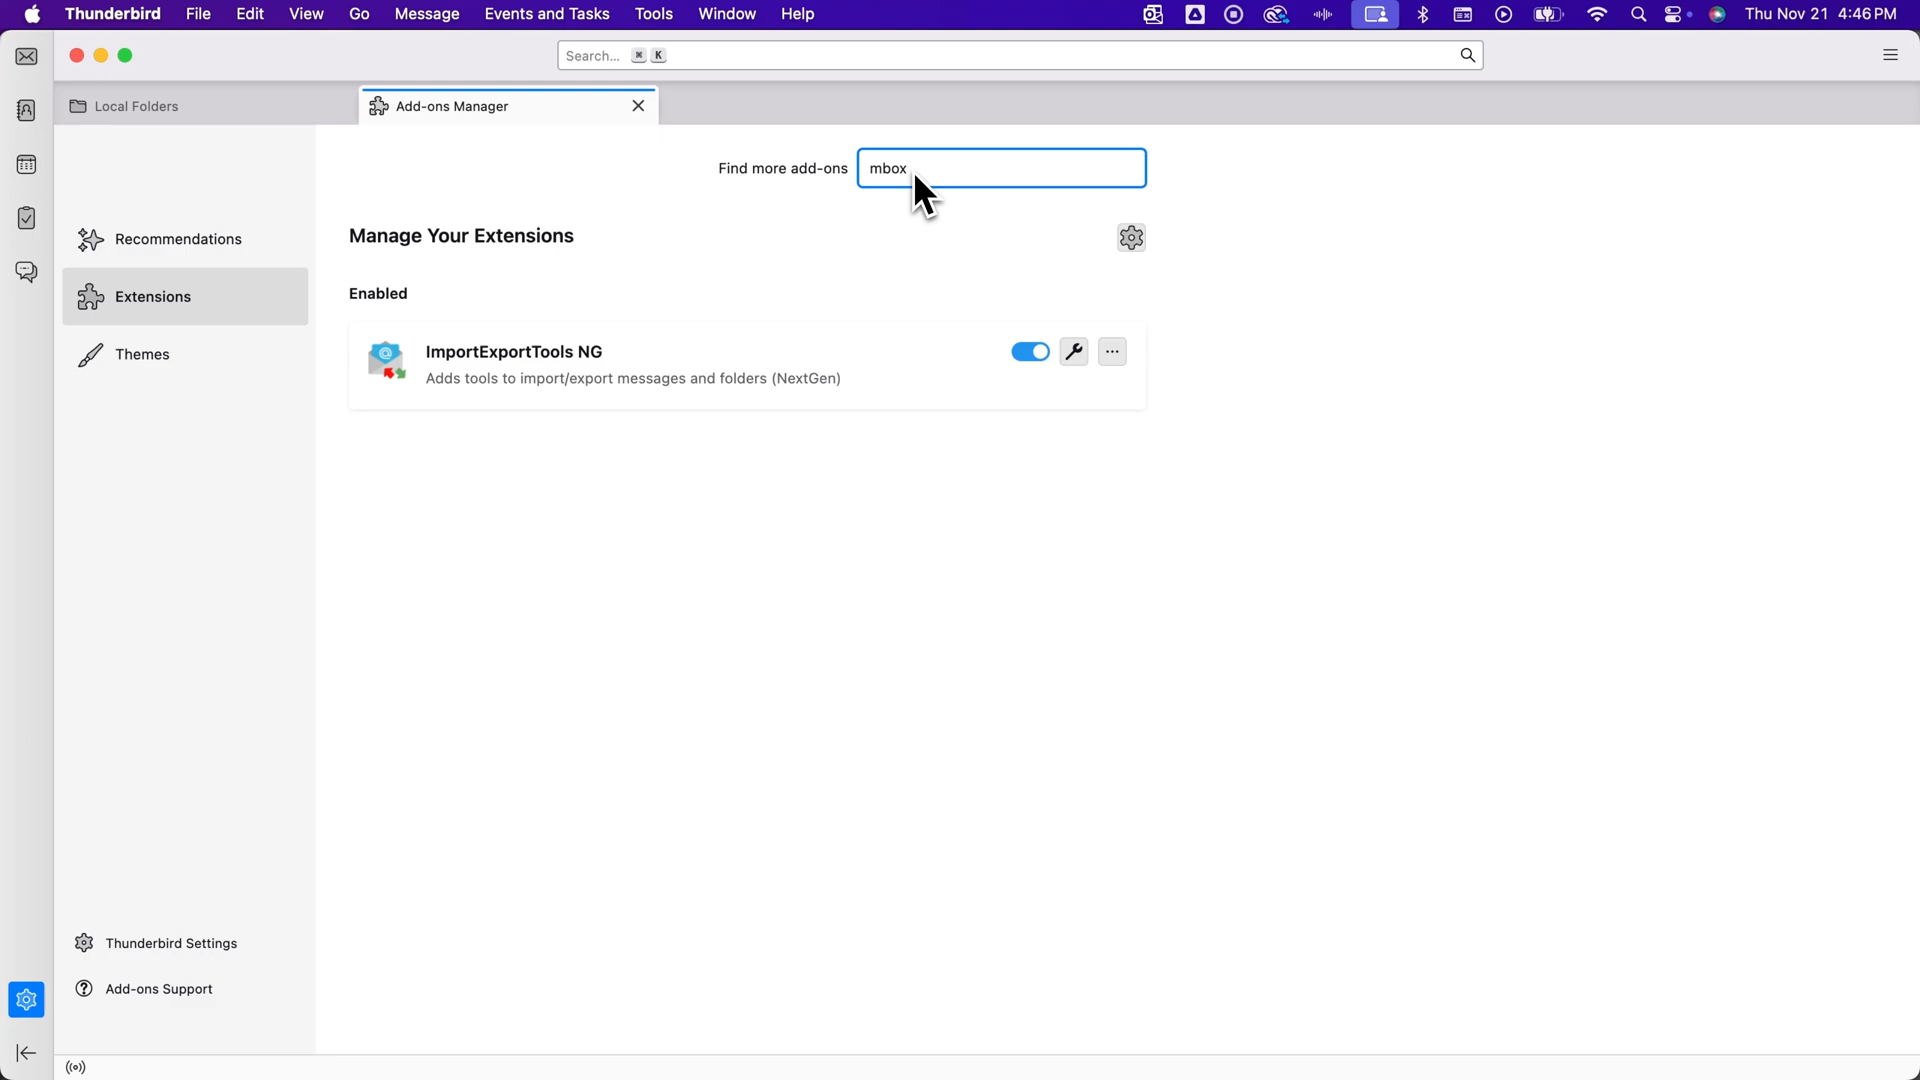 Thunderbird File Edit View Go Message Events and Tasks Tools Window Help Thu Nov 21 4:46 PM
Search... ⌘ K
Local Folders
Add-ons Manager
Find more add-ons mbox
Recommendations
Extensions
Themes
Manage Your Extensions
Enabled
ImportExportTools NG
Adds tools to import/export messages and folders (NextGen)
Thunderbird Settings
Add-ons Support